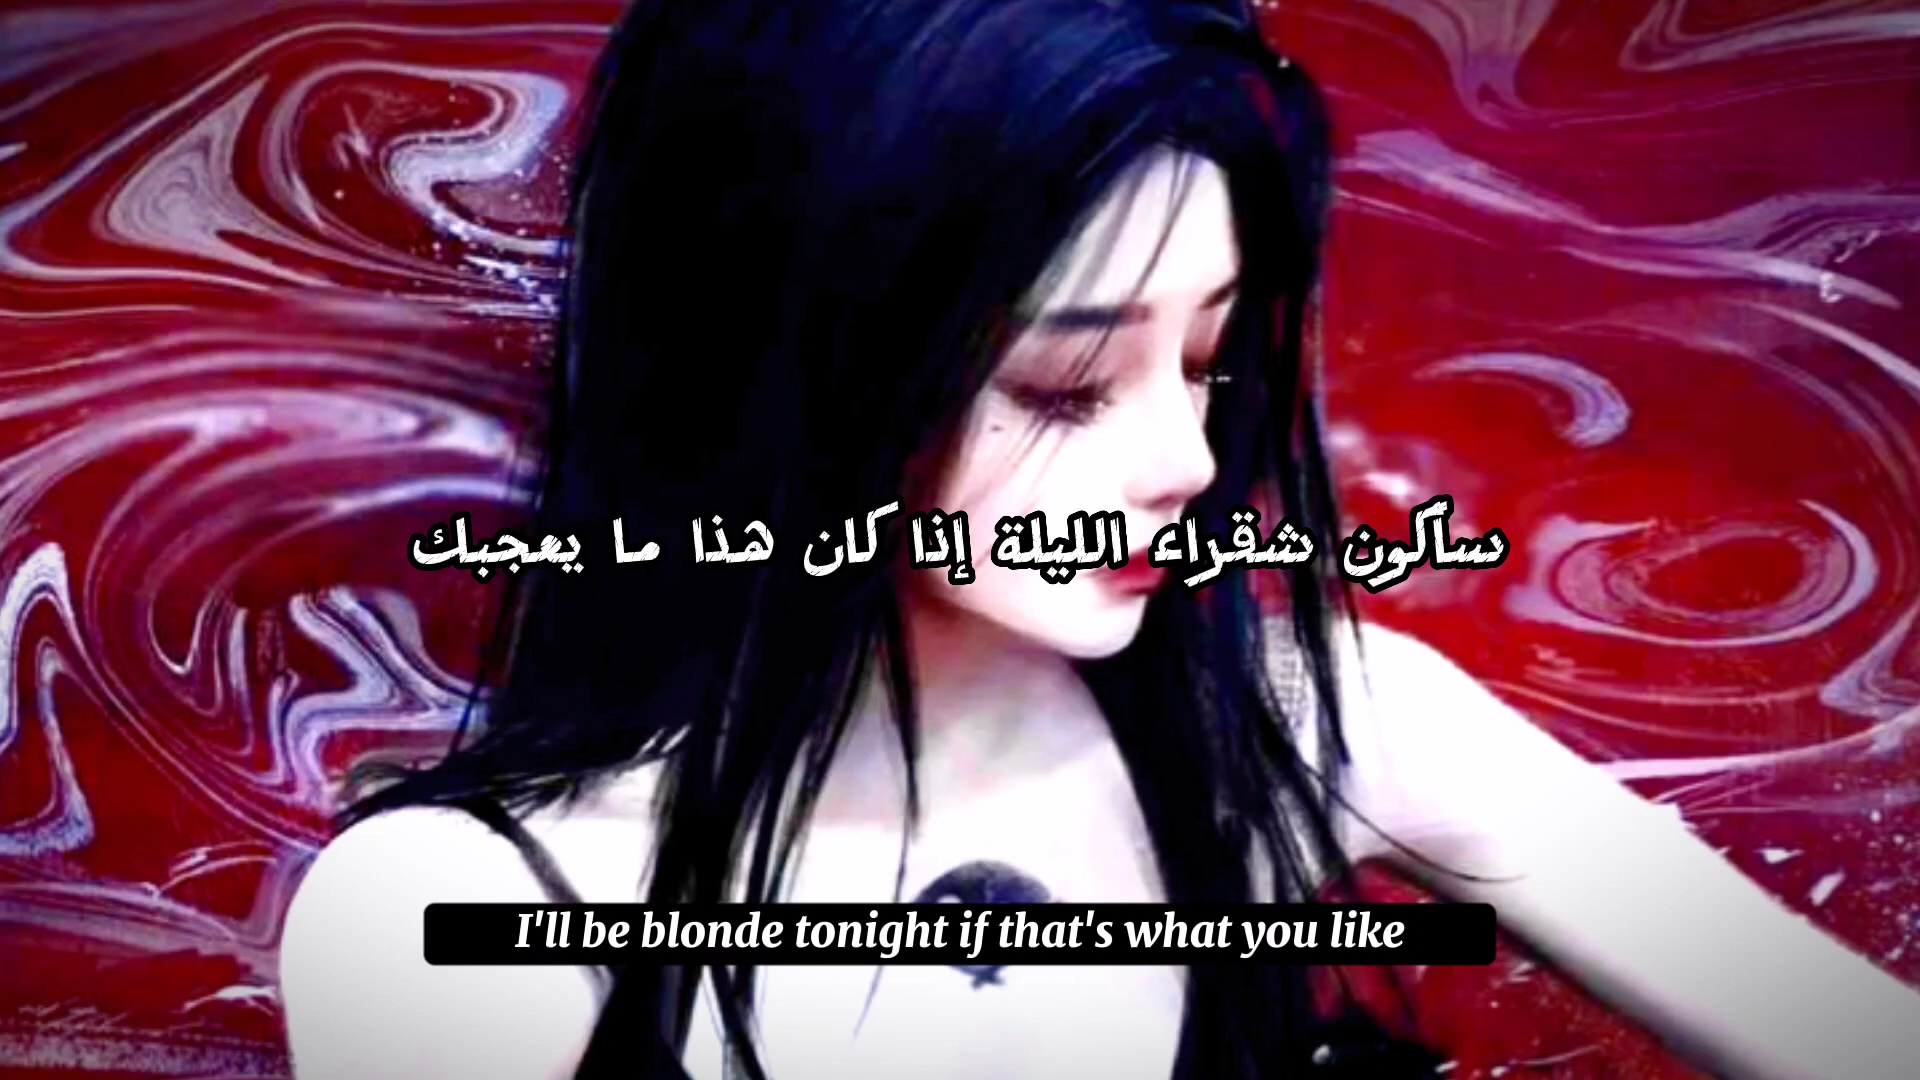 سأكون شقراء الليلة إذا كان هذا ما يعجبك
I'll be blonde tonight if that's what you like